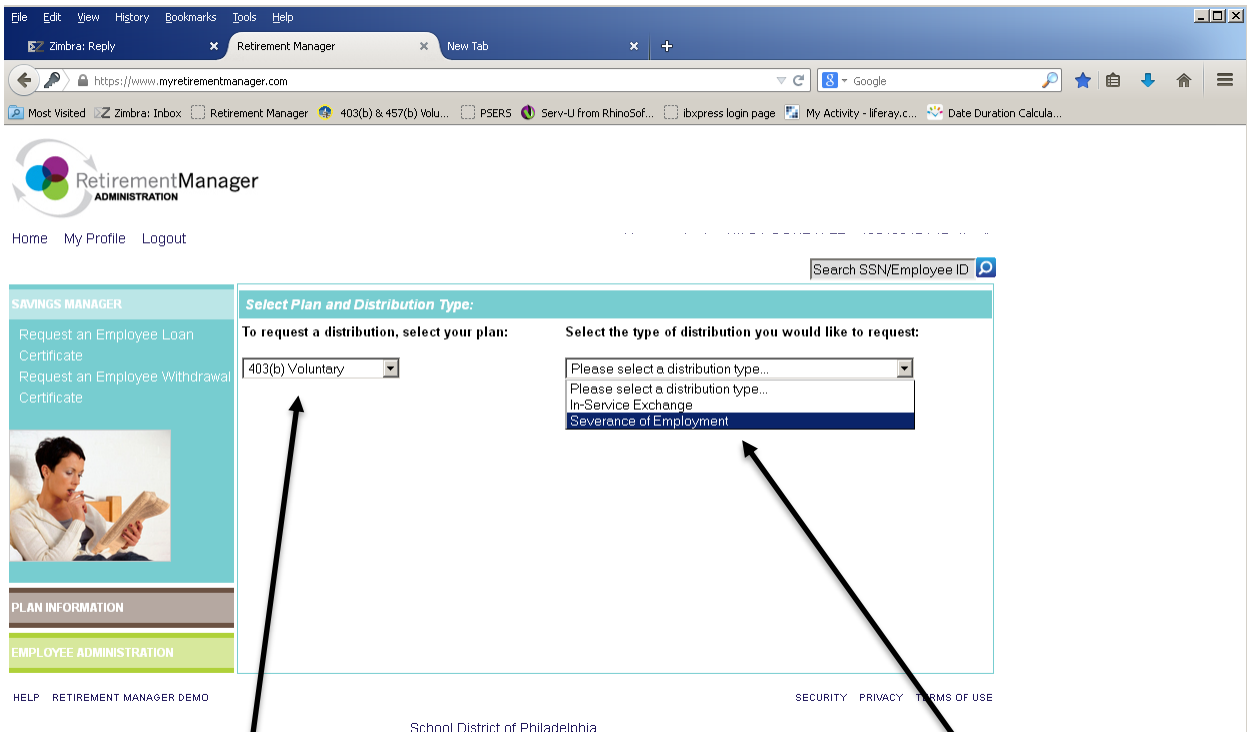 File Edit View History Bookmarks Tools Help
Zimbra: Reply Retirement Manager New Tab
https://www.myretirementmanager.com Google
Most Visited Zimbra: Inbox Retirement Manager 403(b) & 457(b) Volu... PSERS Serv-U from RhinoSof... ibxpress login page My Activity - liferay.c... Date Duration Calcula...
RetirementManager
ADMINISTRATION
Home My Profile Logout
Search SSN/Employee ID
SAVINGS MANAGER
Request an Employee Loan
Certificate
Request an Employee Withdrawal
Certificate
PLAN INFORMATION
EMPLOYEE ADMINISTRATION
Select Plan and Distribution Type:
To request a distribution, select your plan: Select the type of distribution you would like to request:
403(b) Voluntary Please select a distribution type...
Please select a distribution type...
In-Service Exchange
Severance of Employment
HELP RETIREMENT MANAGER DEMO SECURITY PRIVACY TERMS OF USE
School District of Philadelphia